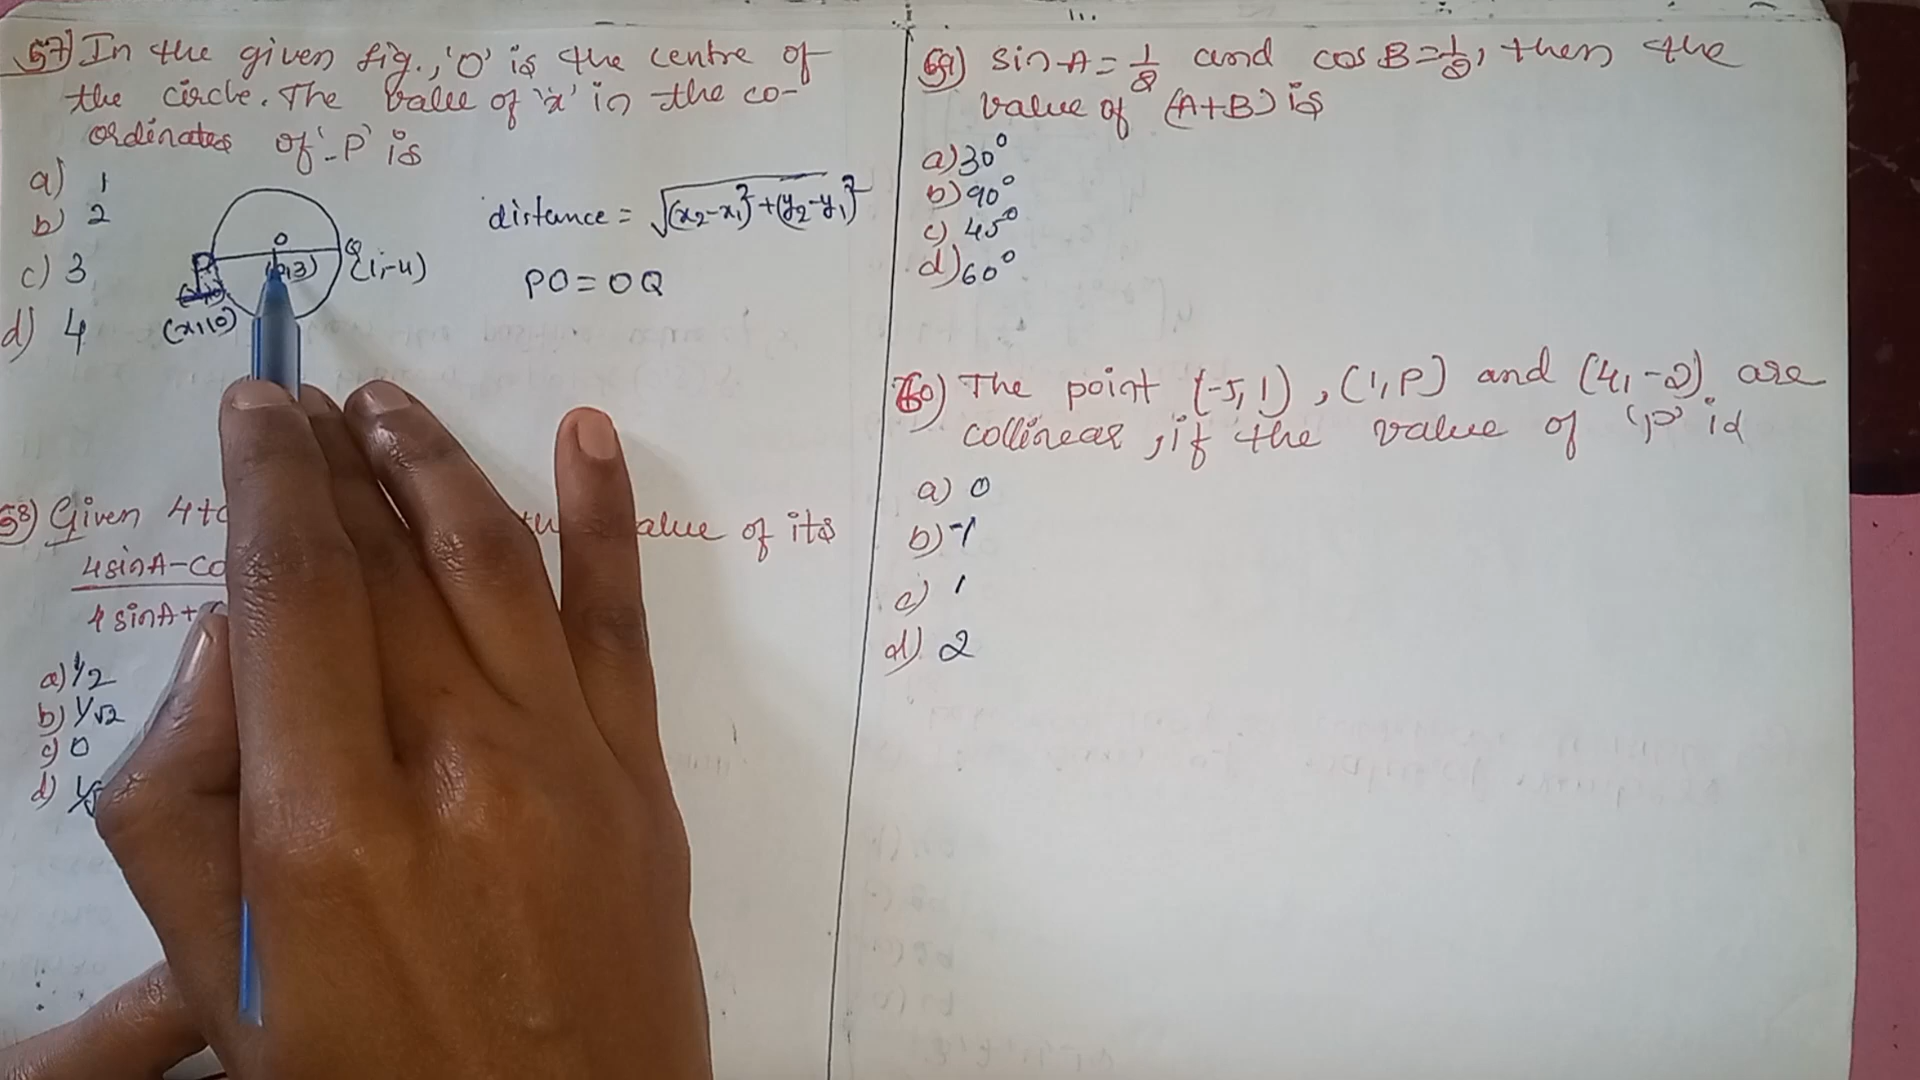 57) In the given fig., 'O' is the centre of
the circle. The value of 'x' in the co-
ordinates of 'P' is
a) 1
b) 2
c) 3
d) 4
O
P
Q(1,-4)
(x,10)
distance = √(x₂-x₁)²+(y₂-y₁)²
PO = OQ
58) Given value of its
4sinA-Co
4 sinA+
a) 1/2
b) 1/√2
c) 0
d)
59) sin A = 1/2 and cos B = 1/2, then the
value of (A+B) is
a) 30°
b) 90°
c) 45°
d) 60°
60) The point (-5,1), (1,P) and (4,-2) are
collinear, if the value of 'P' is
a) 0
b) -1
c) 1
d) 2